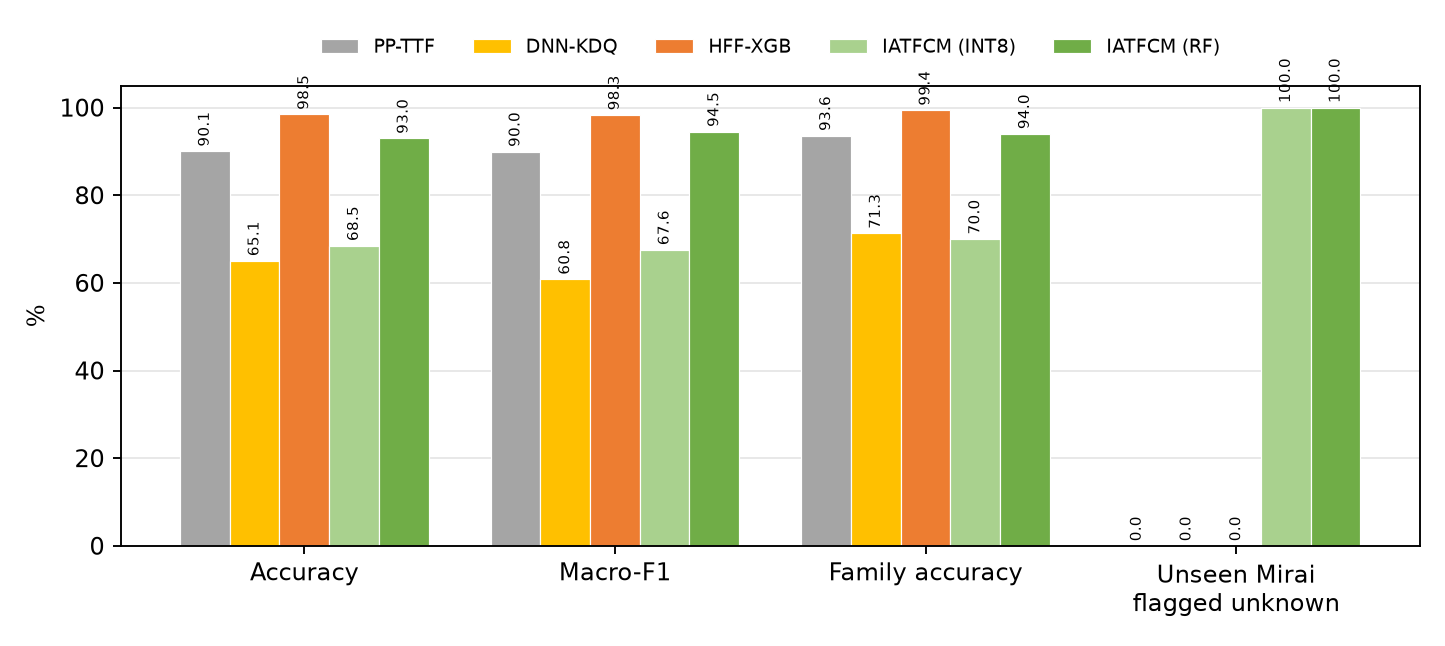 PP-TTF DNN-KDQ HFF-XGB IATFCM (INT8) IATFCM (RF)
%
100
80
60
40
20
0
90.1 65.1 98.5 68.5 93.0
90.0 60.8 98.3 67.6 94.5
93.6 71.3 99.4 70.0 94.0
0.0 0.0 0.0 100.0 100.0
Accuracy
Macro-F1
Family accuracy
Unseen Mirai
flagged unknown